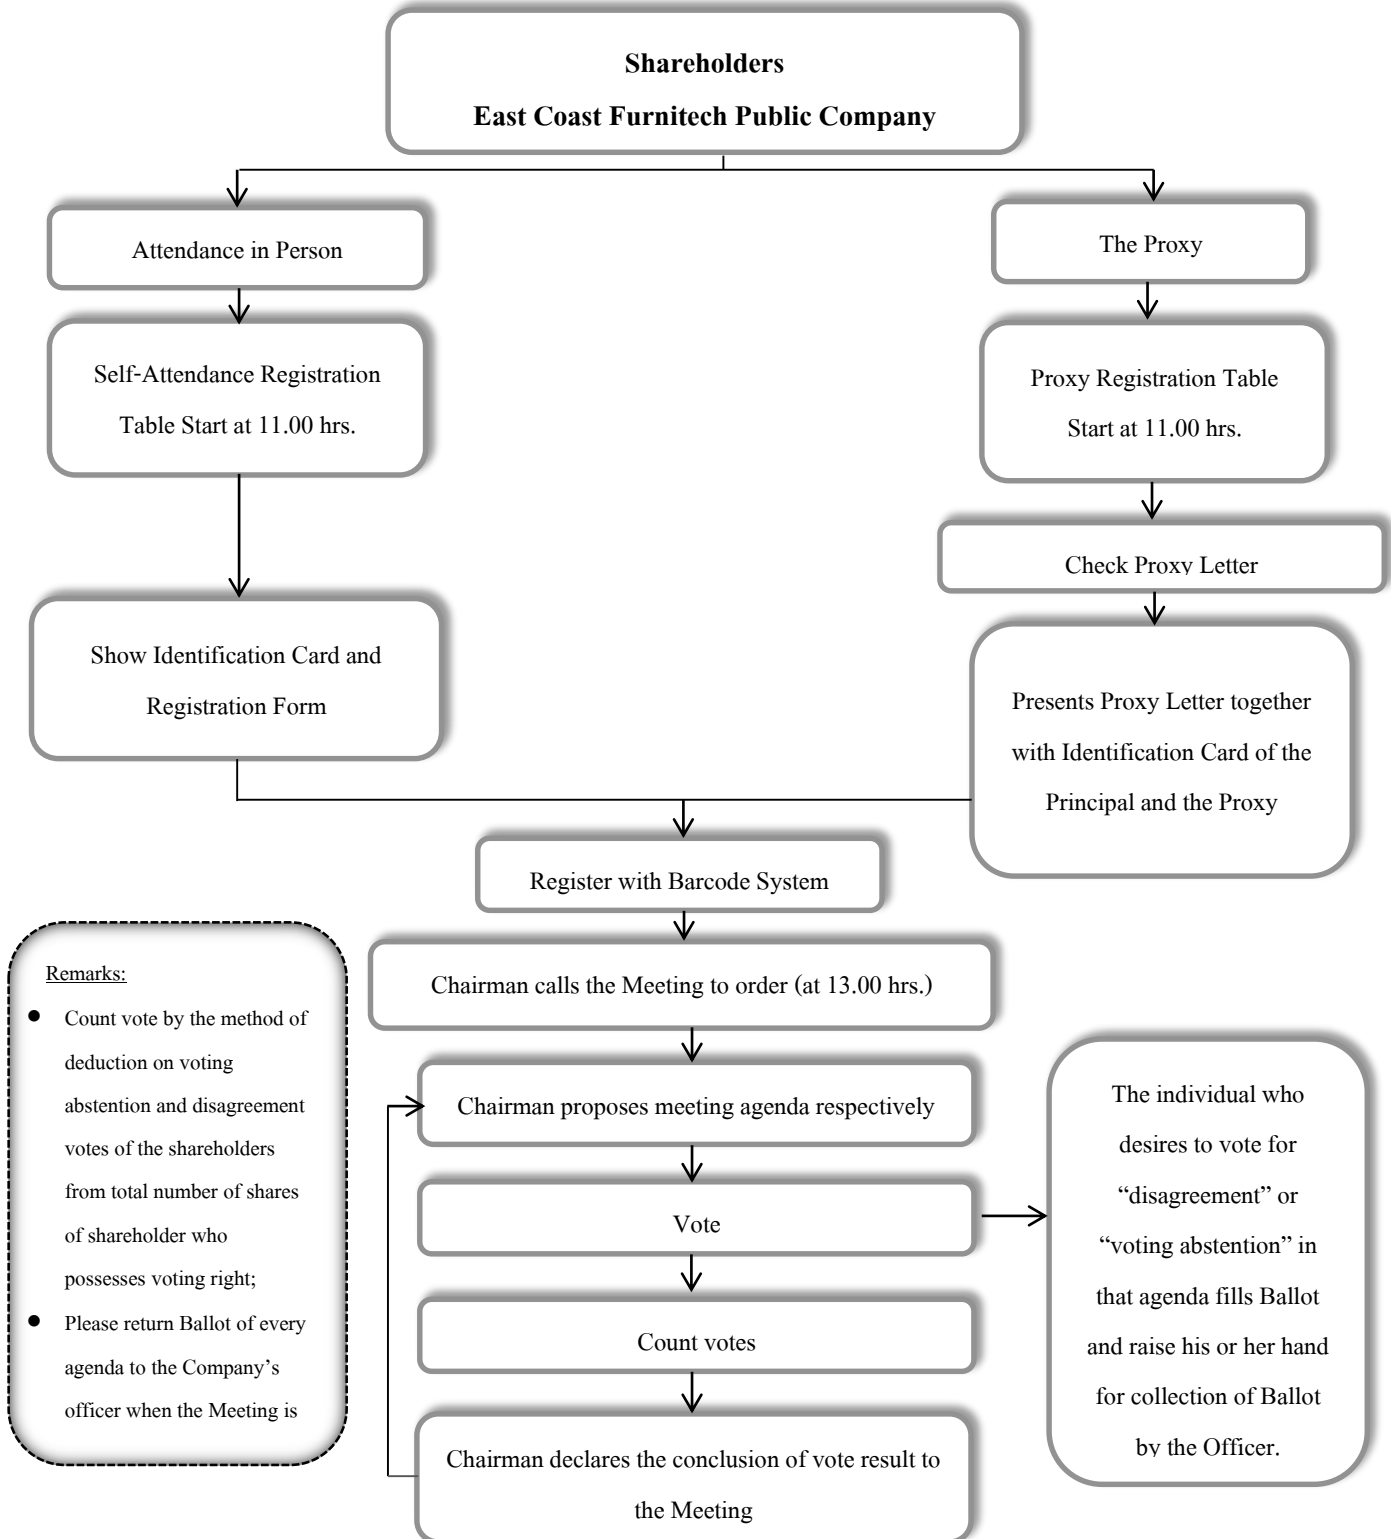 Shareholders
East Coast Furnitech Public Company
Attendance in Person
The Proxy
Self-Attendance Registration
Table Start at 11.00 hrs.
Proxy Registration Table
Start at 11.00 hrs.
Check Proxy Letter
Show Identification Card and
Registration Form
Presents Proxy Letter together
with Identification Card of the
Principal and the Proxy
Register with Barcode System
Chairman calls the Meeting to order (at 13.00 hrs.)
Chairman proposes meeting agenda respectively
Vote
Count votes
Chairman declares the conclusion of vote result to
the Meeting
The individual who
desires to vote for
“disagreement” or
“voting abstention” in
that agenda fills Ballot
and raise his or her hand
for collection of Ballot
by the Officer.
Remarks:
● Count vote by the method of
deduction on voting
abstention and disagreement
votes of the shareholders
from total number of shares
of shareholder who
possesses voting right;
● Please return Ballot of every
agenda to the Company’s
officer when the Meeting is